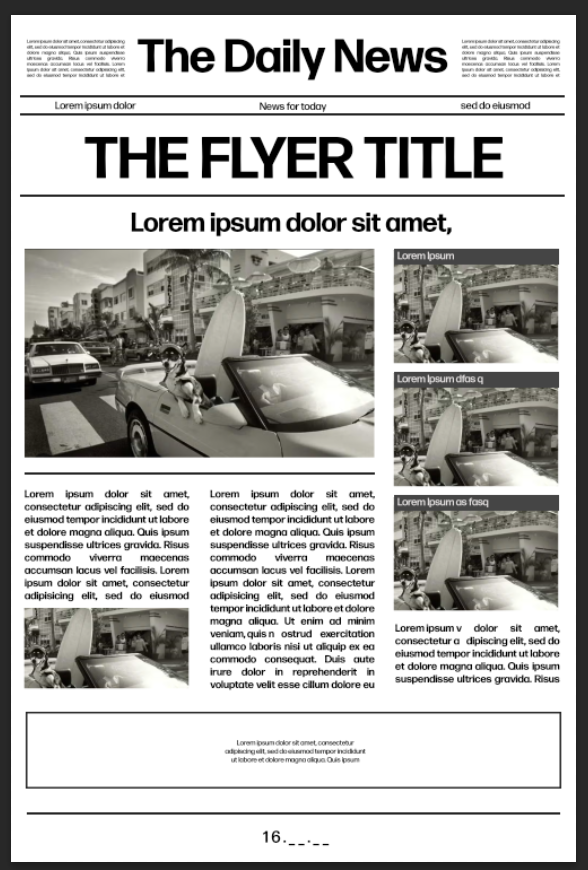 Lorem ipsum dolor sit amet, consectetur adipiscing
elit, sed do eiusmod tempor incididunt ut labore et
dolore magna aliqua. Quis ipsum suspendisse
ultrices gravida. Risus commodo viverra
maecenas accumsan lacus vel facilisis. Lorem
ipsum dolor sit amet, consectetur adipiscing elit,
sed do eiusmod tempor incididunt ut labore et
The Daily News
Lorem ipsum dolor sit amet, consectetur adipiscing
elit, sed do eiusmod tempor incididunt ut labore et
dolore magna aliqua. Quis ipsum suspendisse
ultrices gravida. Risus commodo viverra
maecenas accumsan lacus vel facilisis. Lorem
ipsum dolor sit amet, consectetur adipiscing elit,
sed do eiusmod tempor incididunt ut labore et
Lorem ipsum dolor
News for today
sed do eiusmod
THE FLYER TITLE
Lorem ipsum dolor sit amet,
Lorem ipsum dolor sit amet,
consectetur adipiscing elit, sed do
eiusmod tempor incididunt ut labore
et dolore magna aliqua. Quis ipsum
suspendisse ultrices gravida. Risus
commodo viverra maecenas
accumsan lacus vel facilisis. Lorem
ipsum dolor sit amet, consectetur
adipiscing elit, sed do eiusmod
Lorem ipsum dolor sit amet,
consectetur adipiscing elit, sed do
eiusmod tempor incididunt ut labore
et dolore magna aliqua. Quis ipsum
suspendisse ultrices gravida. Risus
commodo viverra maecenas
accumsan lacus vel facilisis. Lorem
ipsum dolor sit amet, consectetur
adipiscing elit, sed do eiusmod
tempor incididunt ut labore et dolore
magna aliqua. Ut enim ad minim
veniam, quis n ostrud exercitation
ullamco laboris nisi ut aliquip ex ea
commodo consequat. Duis aute
irure dolor in reprehenderit in
voluptate velit esse cillum dolore eu
Lorem Ipsum
Lorem Ipsum dfas q
Lorem Ipsum as fasq
Lorem ipsum v dolor sit amet,
consectetur a dipiscing elit, sed do
eiusmod tempor incididunt ut labore
et dolore magna aliqua. Quis ipsum
suspendisse ultrices gravida. Risus
Lorem ipsum dolor sit amet, consectetur
adipiscing elit, sed do eiusmod tempor incididunt
ut labore et dolore magna aliqua. Quis ipsum
16.__.__